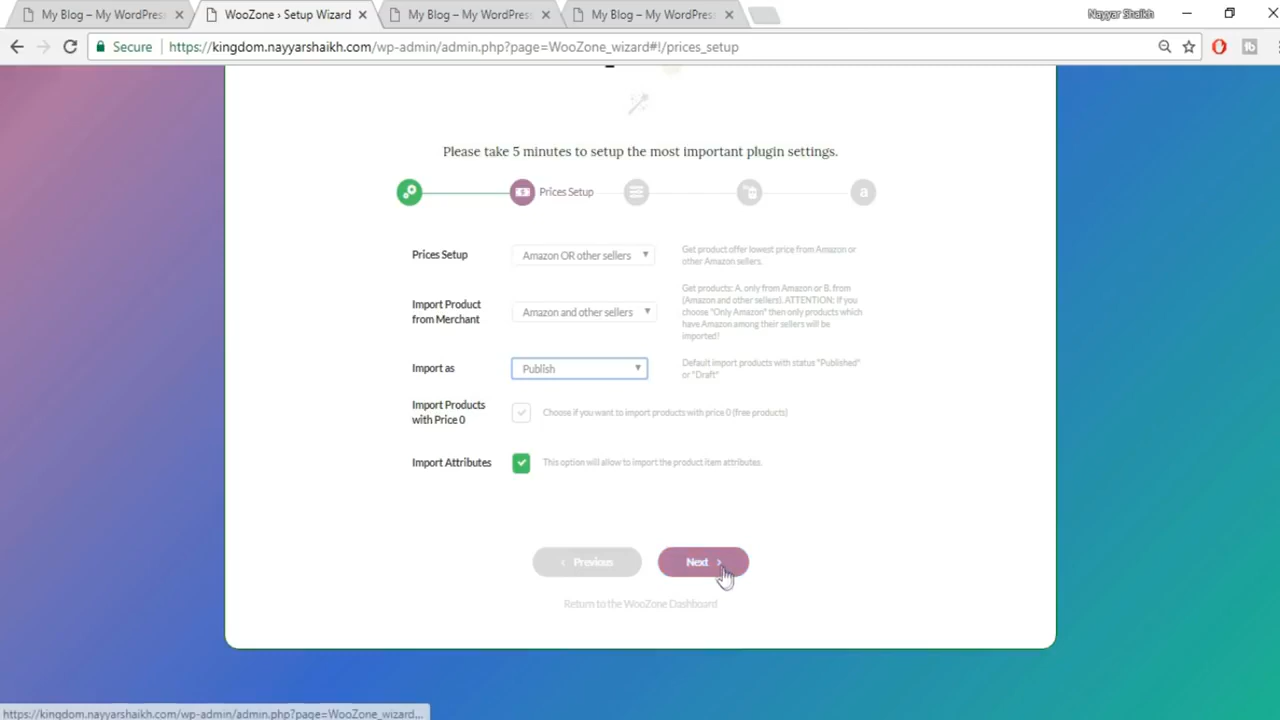 My Blog – My WordPress
WooZone › Setup Wizard
My Blog – My WordPress
My Blog – My WordPress
Nayyar Shaikh
Secure
https://kingdom.nayyarshaikh.com/wp-admin/admin.php?page=WooZone_wizard#!/prices_setup
Please take 5 minutes to setup the most important plugin settings.
Prices Setup
a
Prices Setup
Amazon OR other sellers
Get product offer lowest price from Amazon or
other Amazon sellers.
Import Product
from Merchant
Amazon and other sellers
Get products: A. only from Amazon or B. from
(Amazon and other sellers). ATTENTION: If you
choose "Only Amazon" then only products which
have Amazon among their sellers will be
imported!
Import as
Publish
Default import products with status "Published"
or "Draft"
Import Products
with Price 0
Choose if you want to import products with price 0 (free products)
Import Attributes
This option will allow to import the product item attributes.
‹ Previous
Next ›
Return to the WooZone Dashboard
https://kingdom.nayyarshaikh.com/wp-admin/admin.php?page=WooZone_wizard...